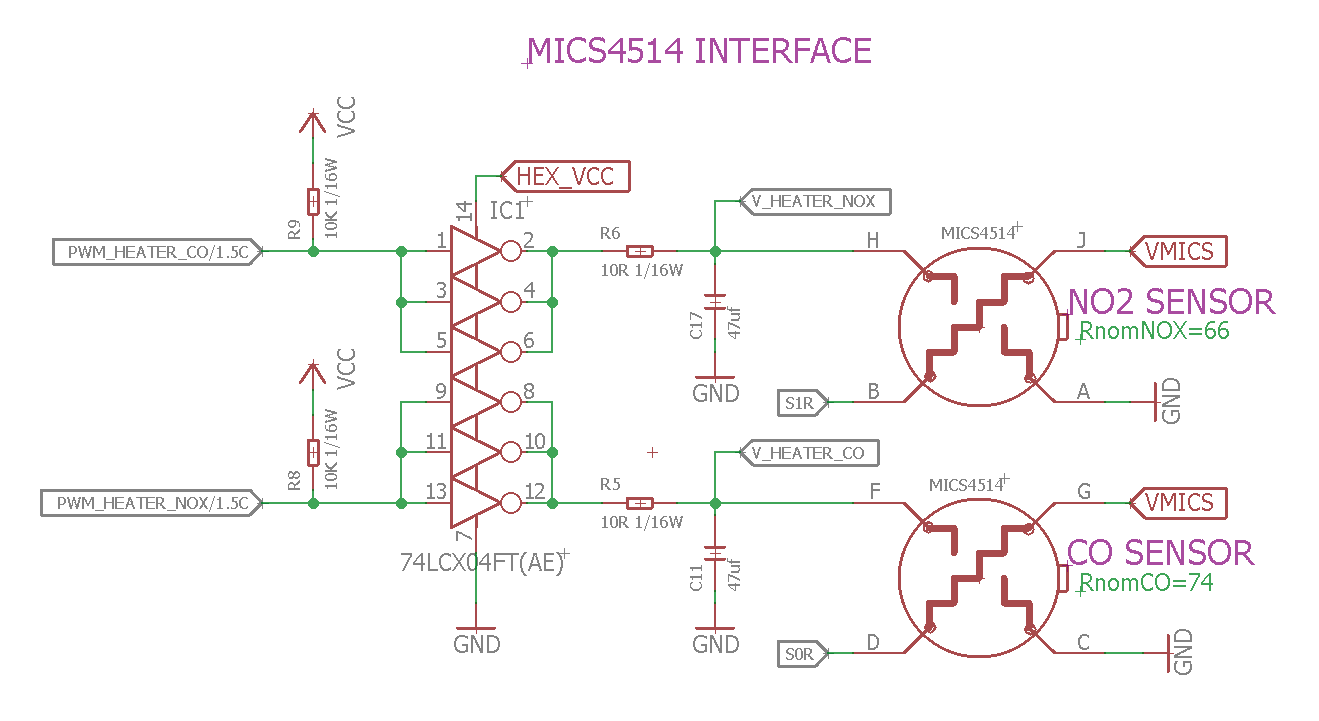 MICS4514 INTERFACE
VCC
R9
10K 1/16W
PWM_HEATER_CO/1.5C
HEX_VCC
14
IC1
1
2
3
4
5
6
9
8
11
10
13
12
7
74LCX04FT(AE)
GND
R6
10R 1/16W
V_HEATER_NOX
C17
47uf
GND
MICS4514
H
J
VMICS
NO2 SENSOR
RnomNOX=66
S1R
B
A
GND
VCC
R8
10K 1/16W
PWM_HEATER_NOX/1.5C
R5
10R 1/16W
V_HEATER_CO
C11
47uf
GND
MICS4514
F
G
VMICS
CO SENSOR
RnomCO=74
S0R
D
C
GND